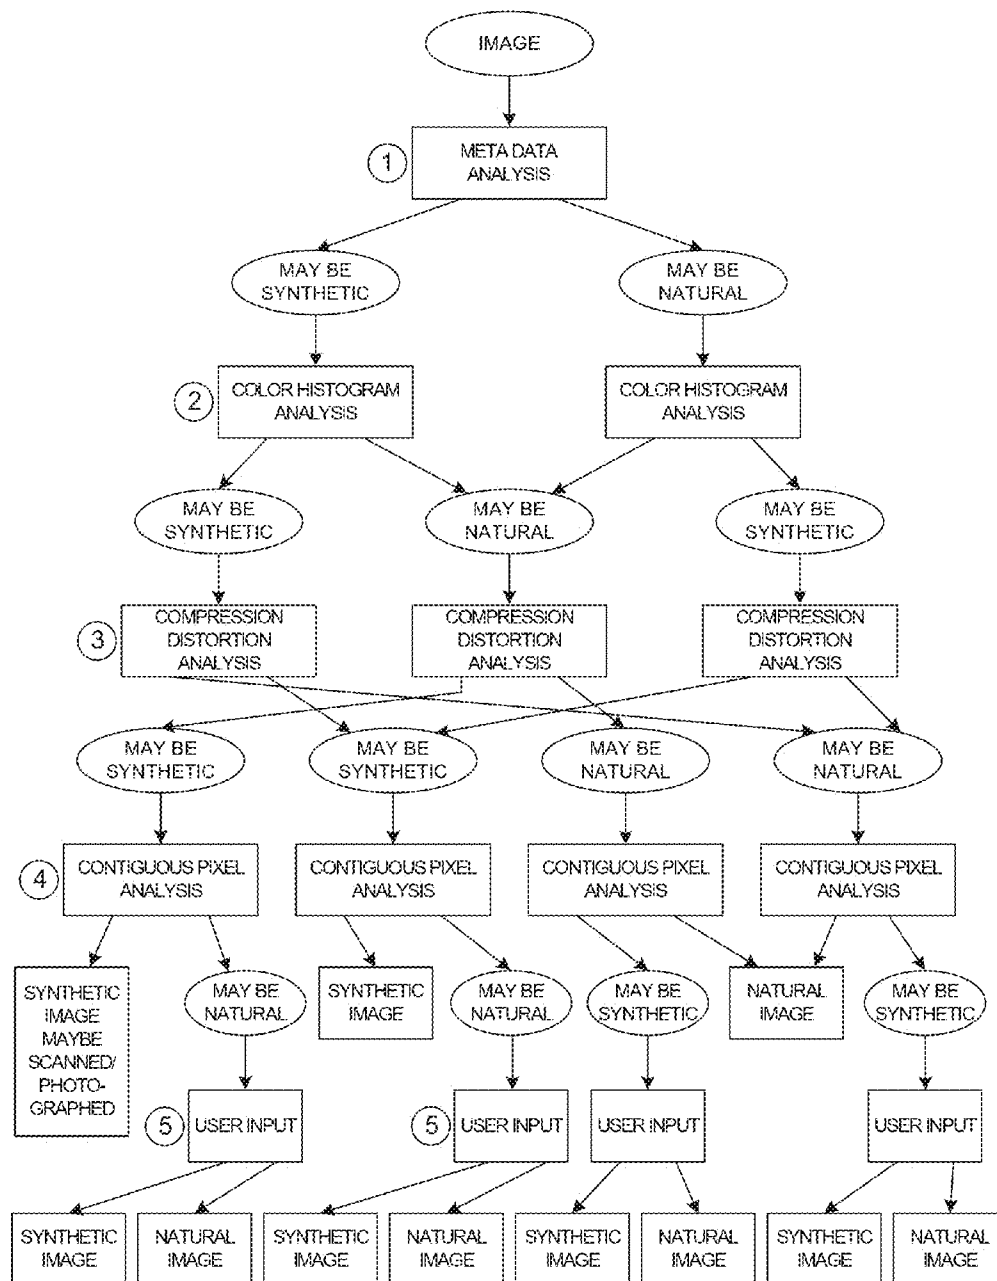 IMAGE
1
META DATA
ANALYSIS
MAY BE
SYNTHETIC
MAY BE
NATURAL
2
COLOR HISTOGRAM
ANALYSIS
COLOR HISTOGRAM
ANALYSIS
MAY BE
SYNTHETIC
MAY BE
NATURAL
MAY BE
SYNTHETIC
3
COMPRESSION
DISTORTION
ANALYSIS
COMPRESSION
DISTORTION
ANALYSIS
COMPRESSION
DISTORTION
ANALYSIS
MAY BE
SYNTHETIC
MAY BE
SYNTHETIC
MAY BE
NATURAL
MAY BE
NATURAL
4
CONTIGUOUS PIXEL
ANALYSIS
CONTIGUOUS PIXEL
ANALYSIS
CONTIGUOUS PIXEL
ANALYSIS
CONTIGUOUS PIXEL
ANALYSIS
SYNTHETIC
IMAGE
MAYBE
SCANNED/
PHOTO-
GRAPHED
MAY BE
NATURAL
SYNTHETIC
IMAGE
MAY BE
NATURAL
MAY BE
SYNTHETIC
NATURAL
IMAGE
MAY BE
SYNTHETIC
5
USER INPUT
5
USER INPUT
USER INPUT
USER INPUT
SYNTHETIC
IMAGE
NATURAL
IMAGE
SYNTHETIC
IMAGE
NATURAL
IMAGE
SYNTHETIC
IMAGE
NATURAL
IMAGE
SYNTHETIC
IMAGE
NATURAL
IMAGE